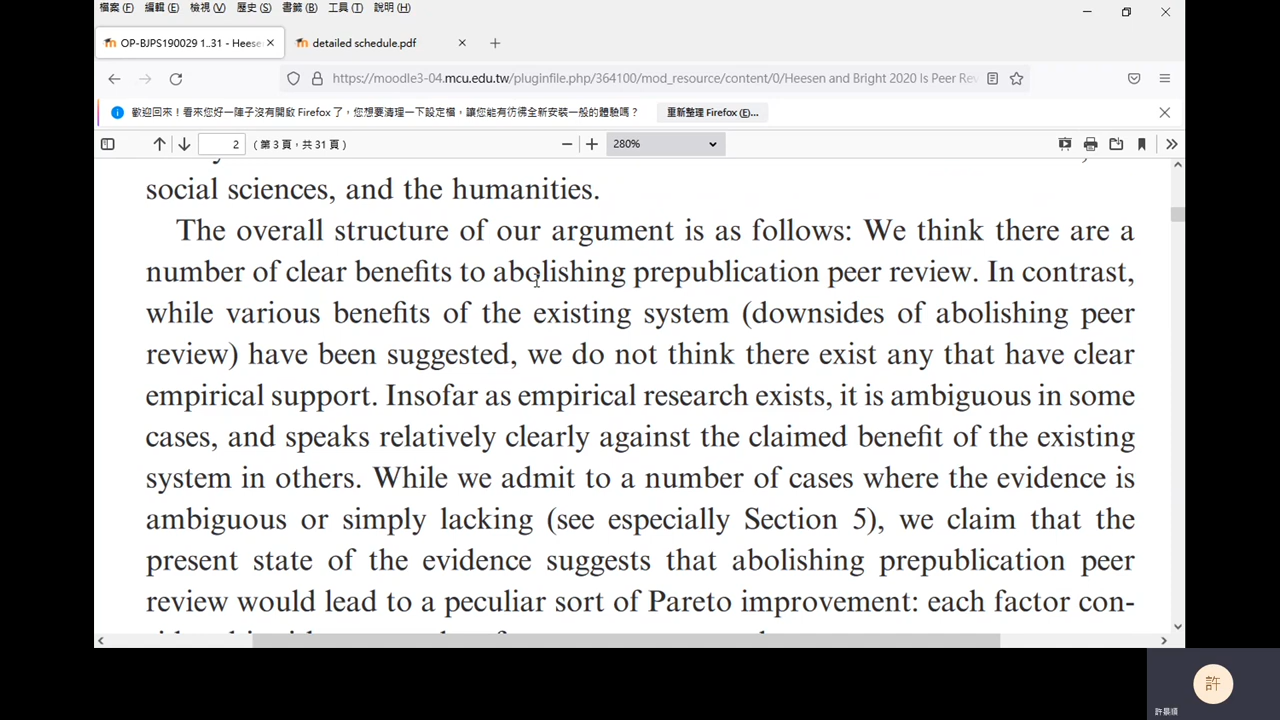 檔案(F) 編輯(E) 檢視(V) 歷史(S) 書籤(B) 工具(T) 說明(H)
OP-BJPS190029 1..31 - Heese
detailed schedule.pdf
https://moodle3-04.mcu.edu.tw/pluginfile.php/364100/mod_resource/content/0/Heesen and Bright 2020 Is Peer Re
歡迎回來！看來您好一陣子沒有開啟 Firefox 了，您想要清理一下設定檔，讓您能有彷彿全新安裝一般的體驗嗎？ 重新整理 Firefox (E)...
2 (第 3 頁，共 31 頁) 280%
social sciences, and the humanities.
The overall structure of our argument is as follows: We think there are a
number of clear benefits to abolishing prepublication peer review. In contrast,
while various benefits of the existing system (downsides of abolishing peer
review) have been suggested, we do not think there exist any that have clear
empirical support. Insofar as empirical research exists, it is ambiguous in some
cases, and speaks relatively clearly against the claimed benefit of the existing
system in others. While we admit to a number of cases where the evidence is
ambiguous or simply lacking (see especially Section 5), we claim that the
present state of the evidence suggests that abolishing prepublication peer
review would lead to a peculiar sort of Pareto improvement: each factor con-
許